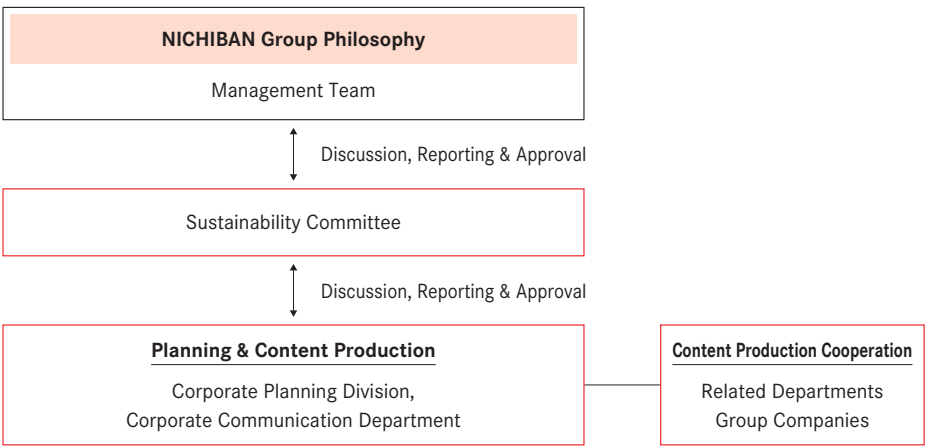 NICHIBAN Group Philosophy
Management Team
Discussion, Reporting & Approval
Sustainability Committee
Discussion, Reporting & Approval
Planning & Content Production
Corporate Planning Division,
Corporate Communication Department
Content Production Cooperation
Related Departments
Group Companies